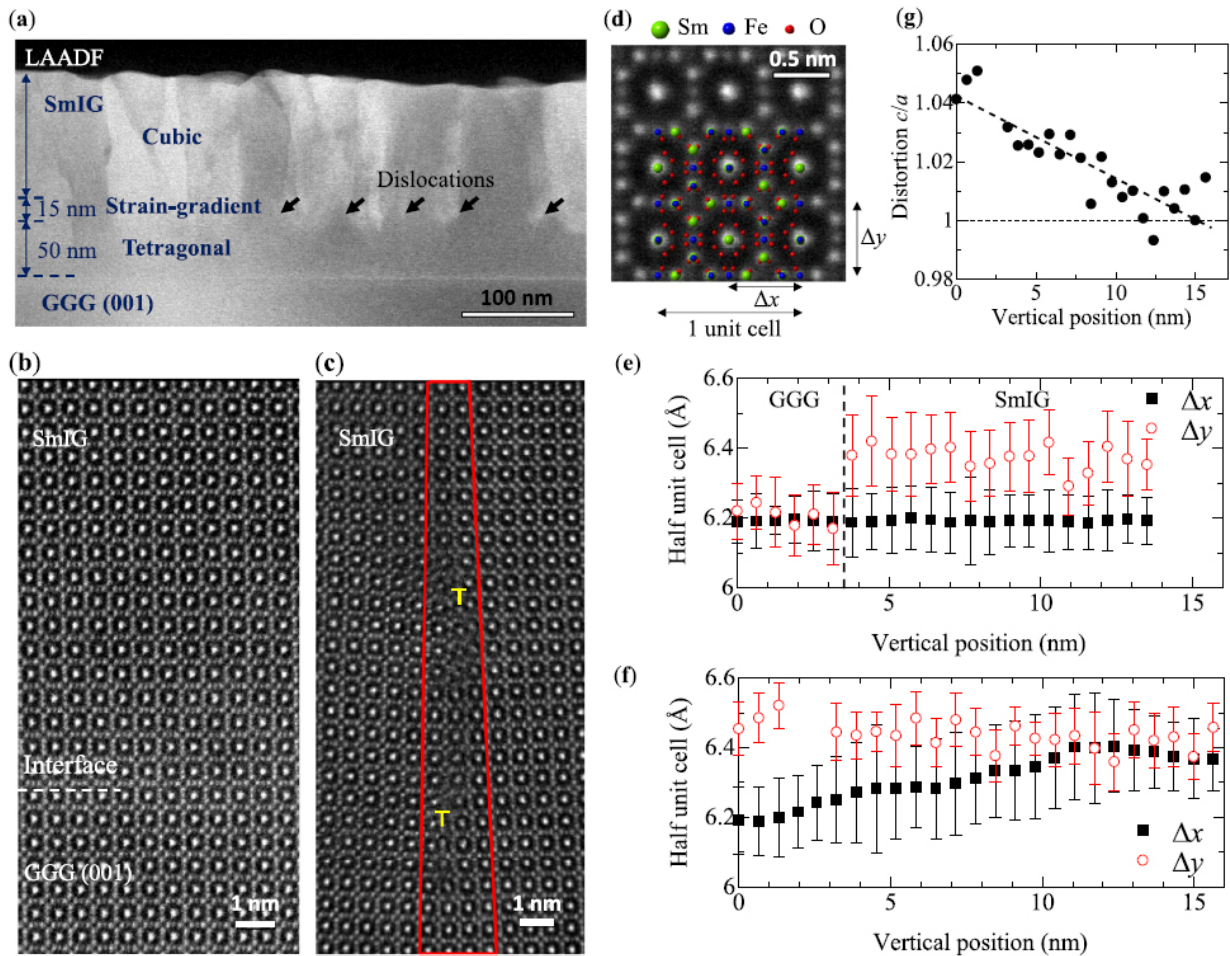 (a)
LAADF
SmIG
Cubic
Dislocations
15 nm
Strain-gradient
50 nm
Tetragonal
GGG (001)
100 nm
(d)
Sm Fe O
0.5 nm
Δy
Δx
1 unit cell
(g)
1.06
1.04
1.02
1
0.98
Distortion c/a
0 5 10 15
Vertical position (nm)
(b)
SmIG
Interface
GGG (001)
1 nm
(c)
SmIG
T
T
1 nm
(e)
6.6
6.4
6.2
6
Half unit cell (Å)
GGG SmIG
Δx
Δy
0 5 10 15
Vertical position (nm)
(f)
6.6
6.4
6.2
6
Half unit cell (Å)
Δx
Δy
0 5 10 15
Vertical position (nm)